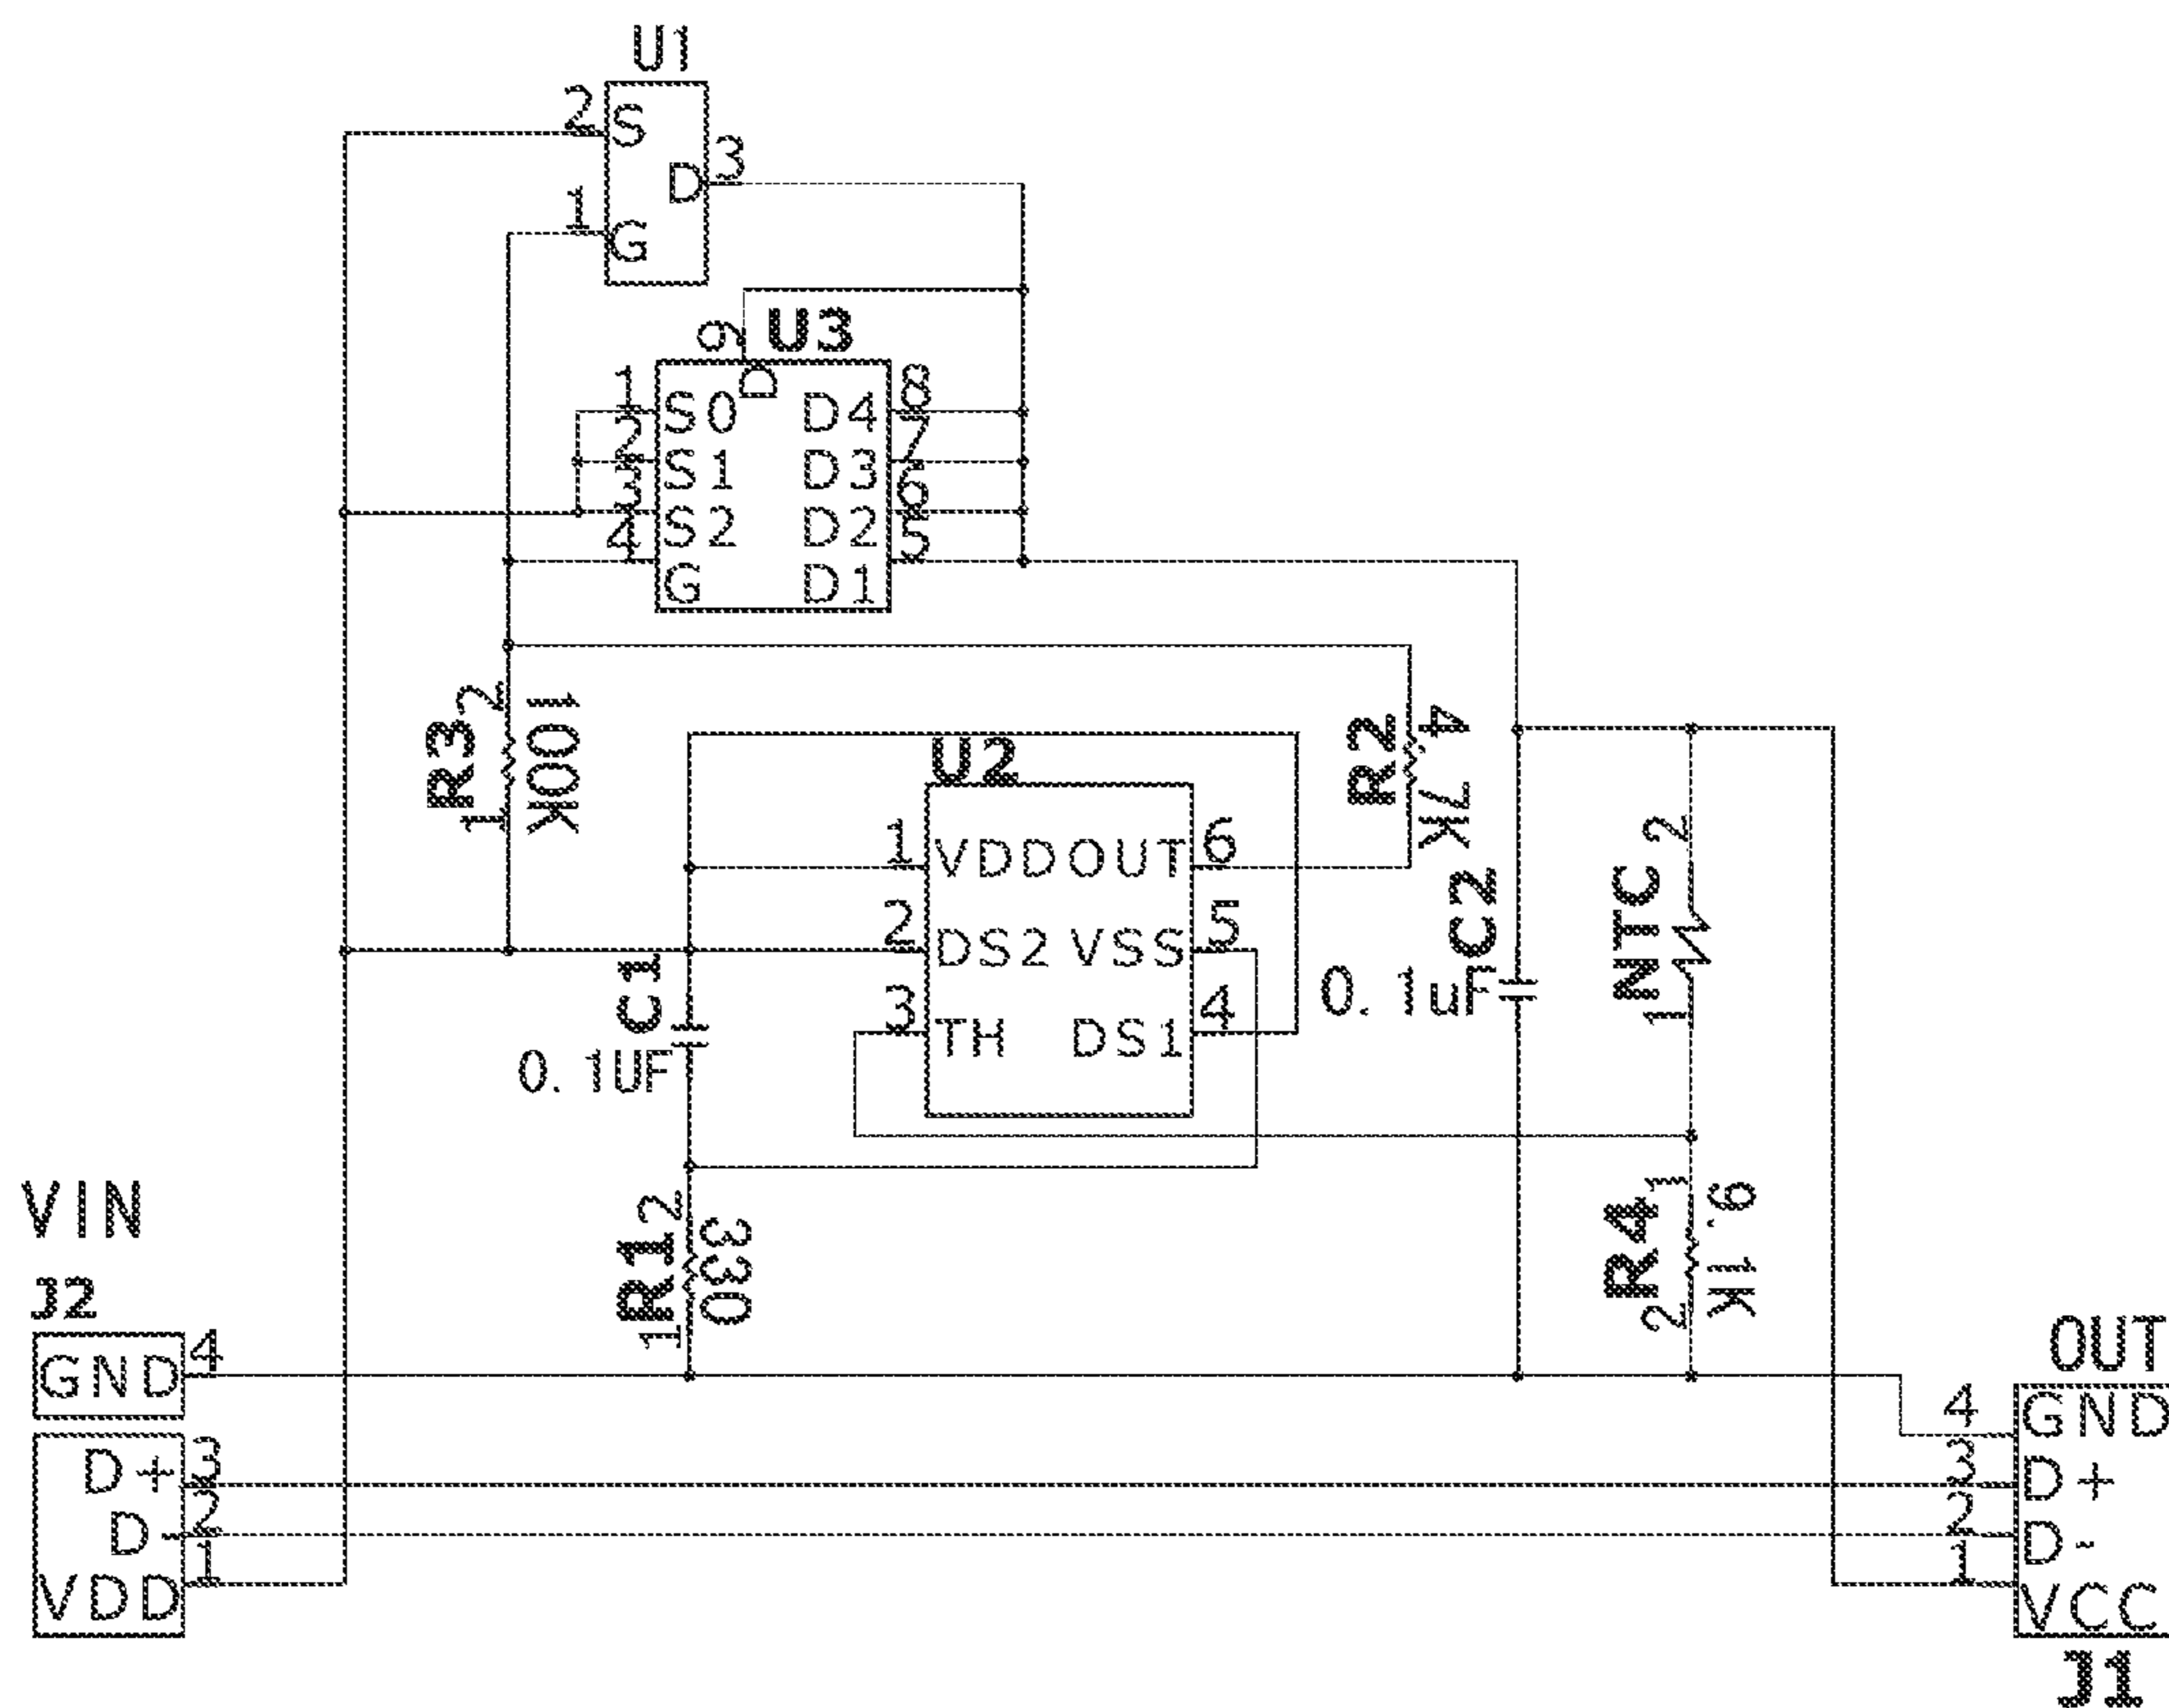 U1
2 S
D 3
1 G
9 D
U3
1 S0 D4 8
2 S1 D3 7
3 S2 D2 6
4 G D1 5
R3 2 1
100K
R2
4.7K
U2
1 VDD OUT 6
2 DS2 VSS 5
3 TH DS1 4
C1
0.1UF
C2
0.1uF
NTC 2 1
R1 2 1
330
R4 1 2
9.1K
VIN
J2
GND 4
D+ 3
D- 2
VDD 1
OUT
4 GND
3 D+
2 D-
1 VCC
J1